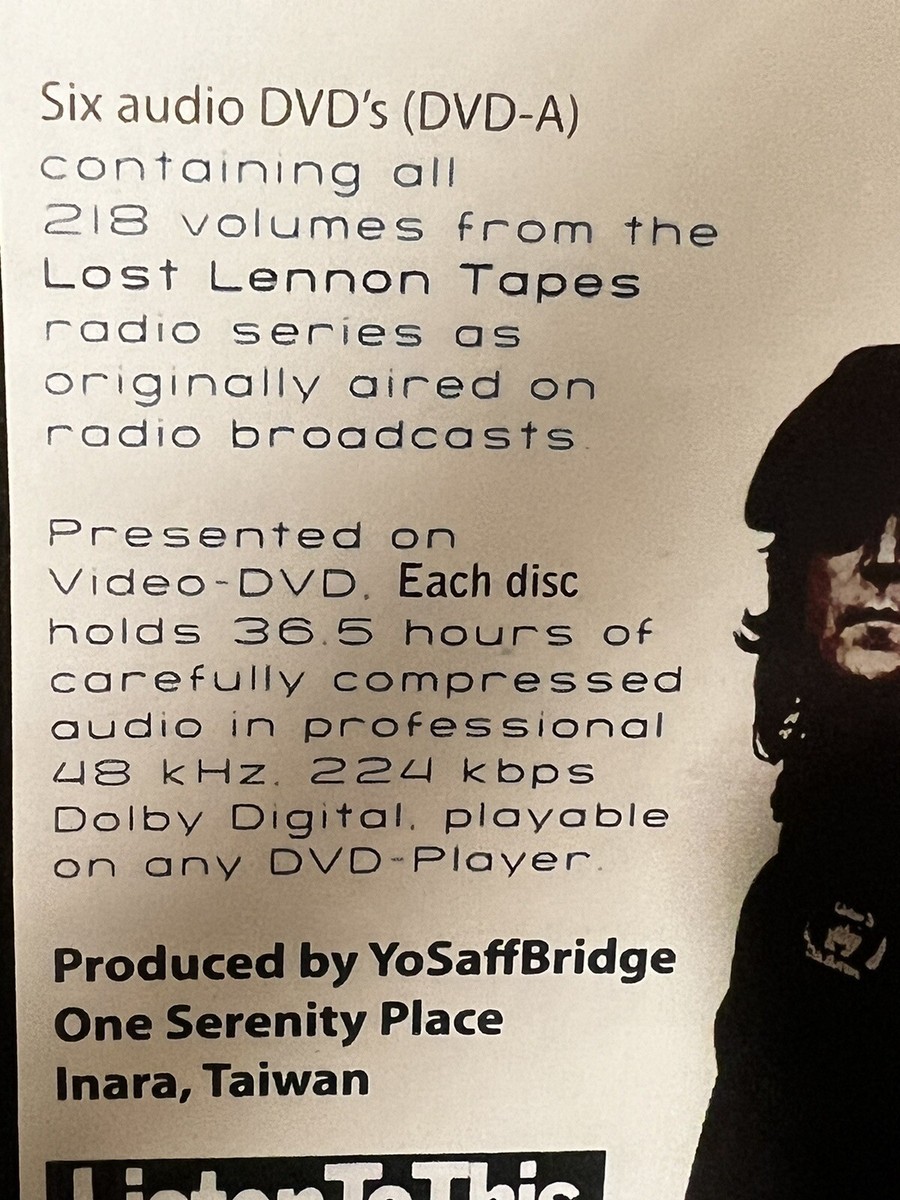 Six audio DVD's (DVD-A)
containing all
218 volumes from the
Lost Lennon Tapes
radio series as
originally aired on
radio broadcasts.
Presented on
Video-DVD. Each disc
holds 36.5 hours of
carefully compressed
audio in professional
48 kHz. 224 kbps
Dolby Digital, playable
on any DVD-Player.
Produced by YoSaffBridge
One Serenity Place
Inara, Taiwan
ListenToThis